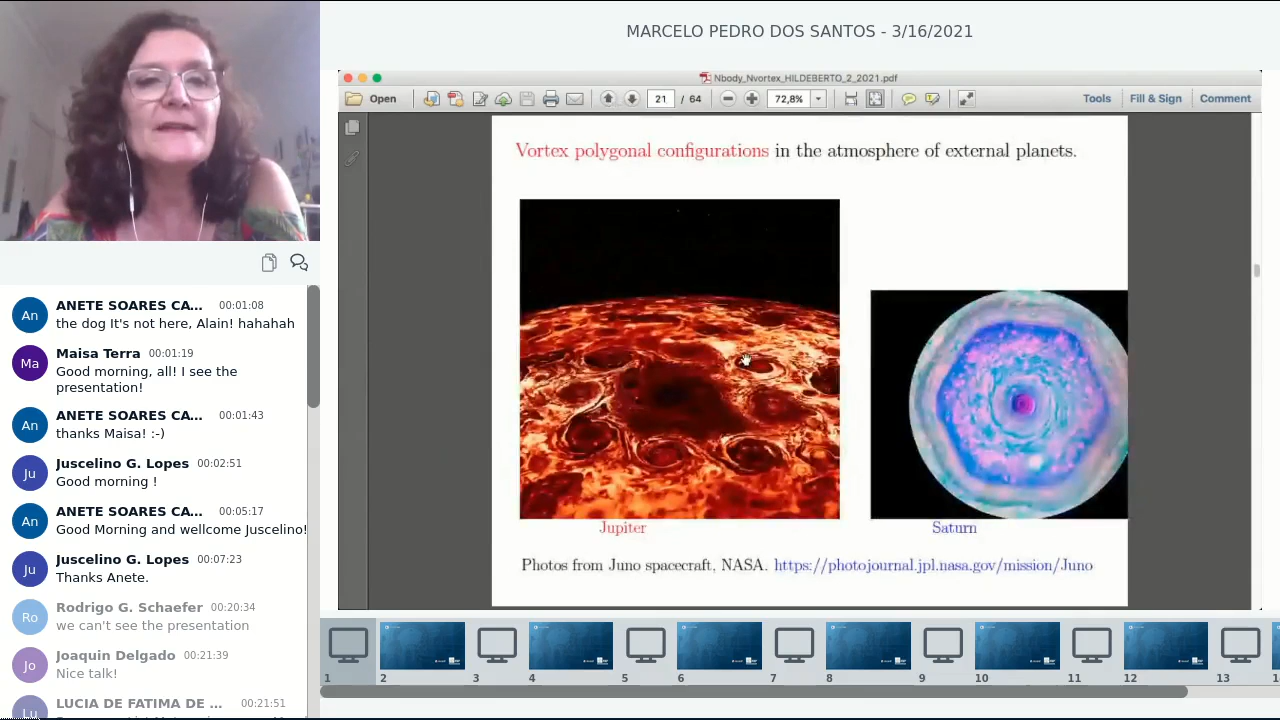 MARCELO PEDRO DOS SANTOS - 3/16/2021
Nbody_Nvortex_HILDEBERTO_2_2021.pdf
Open
21 / 64
72,8%
Tools Fill & Sign Comment
Vortex polygonal configurations in the atmosphere of external planets.
Jupiter
Saturn
Photos from Juno spacecraft, NASA. https://photojournal.jpl.nasa.gov/mission/Juno
An
ANETE SOARES CA... 00:01:08
the dog It's not here, Alain! hahahah
Ma
Maisa Terra 00:01:19
Good morning, all! I see the
presentation!
An
ANETE SOARES CA... 00:01:43
thanks Maisa! :-)
Ju
Juscelino G. Lopes 00:02:51
Good morning !
An
ANETE SOARES CA... 00:05:17
Good Morning and wellcome Juscelino!
Ju
Juscelino G. Lopes 00:07:23
Thanks Anete.
Ro
Rodrigo G. Schaefer 00:20:34
we can't see the presentation
Jo
Joaquin Delgado 00:21:39
Nice talk!
Lu
LUCIA DE FATIMA DE ... 00:21:51
1 2 3 4 5 6 7 8 9 10 11 12 13